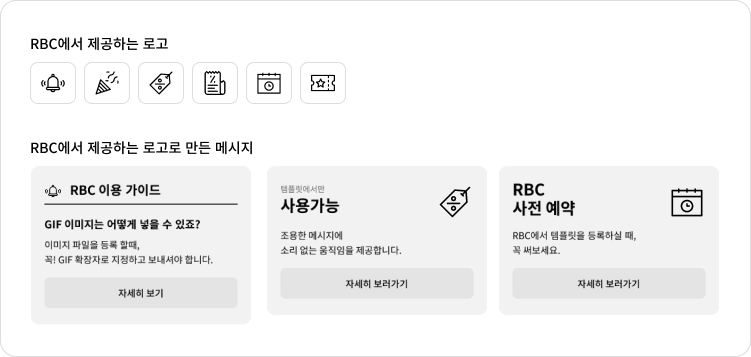 RBC에서 제공하는 로고
RBC에서 제공하는 로고로 만든 메시지
RBC 이용 가이드
GIF 이미지는 어떻게 넣을 수 있죠?
이미지 파일을 등록 할때,
꼭! GIF 확장자로 지정하고 보내셔야 합니다.
자세히 보기
템플릿에서만
사용가능
조용한 메시지에
소리 없는 움직임을 제공합니다.
자세히 보러가기
RBC
사전 예약
RBC에서 템플릿을 등록하실 때,
꼭 써보세요.
자세히 보러가기